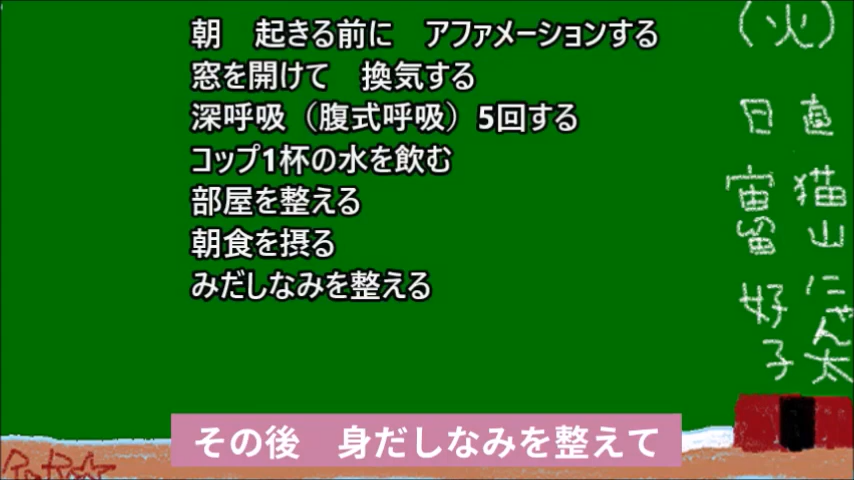 朝　起きる前に　アファメーションする
窓を開けて　換気する
深呼吸（腹式呼吸）5回する
コップ1杯の水を飲む
部屋を整える
朝食を摂る
みだしなみを整える
（火）
日直
猫山にゃん太
宙留好子
その後　身だしなみを整えて